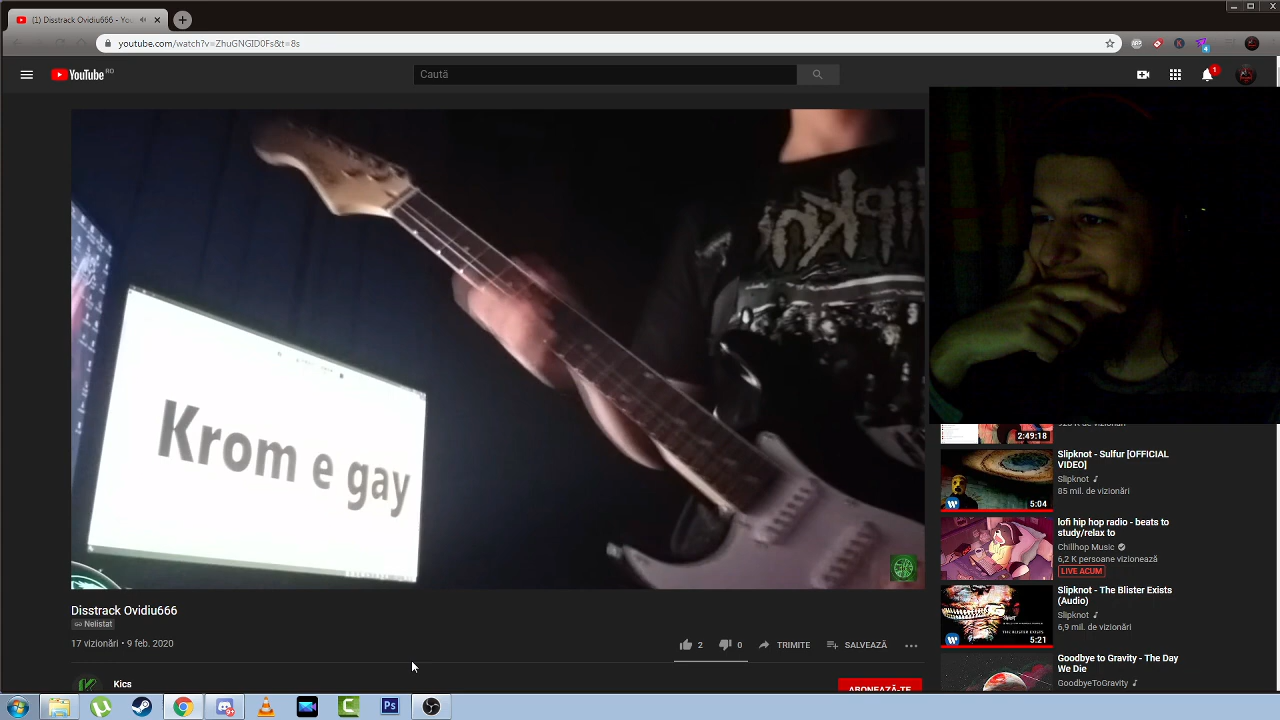 (1) Disstrack Ovidiu666 - Yo
youtube.com/watch?v=ZhuGNGID0Fs&t=8s
YouTube RO
Caută
1
Krom e gay
2:49:18
Slipknot - Sulfur [OFFICIAL
VIDEO]
Slipknot
85 mil. de vizionări
5:04
lofi hip hop radio - beats to
study/relax to
Chillhop Music
6,2 K persoane vizionează
LIVE ACUM
Slipknot - The Blister Exists
(Audio)
Slipknot
6,9 mil. de vizionări
5:21
Goodbye to Gravity - The Day
We Die
GoodbyeToGravity
Disstrack Ovidiu666
Nelistat
17 vizionări • 9 feb. 2020
2
0
TRIMITE
SALVEAZĂ
Kics
ABONEAZĂ-TE
Ps